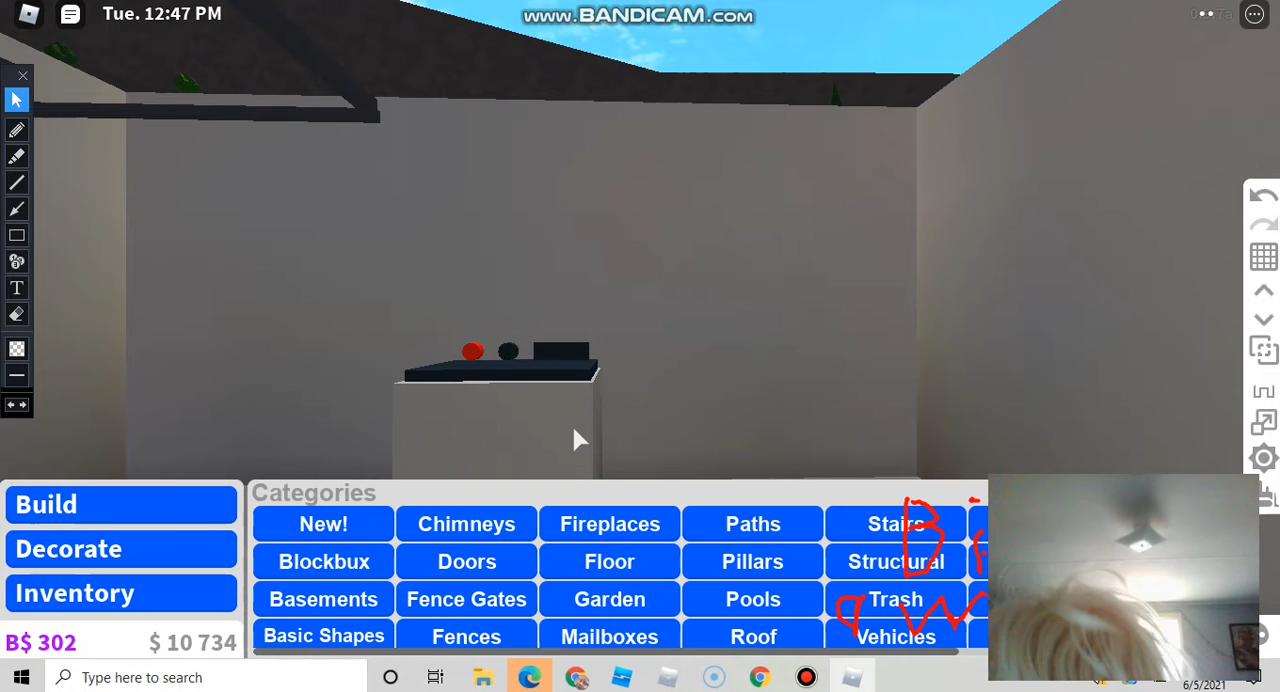 Tue. 12:47 PM
WWW.BANDICAM.COM
T
Build
Decorate
Inventory
B$ 302
$ 10 734
Categories
New!
Chimneys
Fireplaces
Paths
Stairs
Blockbux
Doors
Floor
Pillars
Structural
Basements
Fence Gates
Garden
Pools
Trash
Basic Shapes
Fences
Mailboxes
Roof
Vehicles
B
Type here to search
6/5/2021